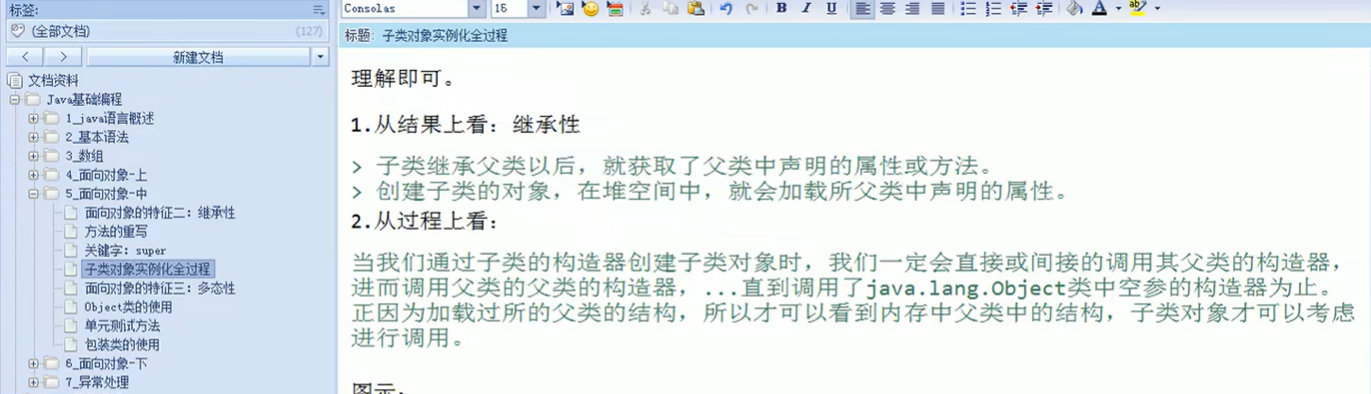 标签:
(全部文档)
(127)
新建文档
文档资料
Java基础编程
1_java语言概述
2_基本语法
3_数组
4_面向对象-上
5_面向对象-中
面向对象的特征二：继承性
方法的重写
关键字：super
子类对象实例化全过程
面向对象的特征三：多态性
Object类的使用
单元测试方法
包装类的使用
6_面向对象-下
7_异常处理
Consolas
15
B I U
标题: 子类对象实例化全过程
理解即可。
1.从结果上看：继承性
> 子类继承父类以后，就获取了父类中声明的属性或方法。
> 创建子类的对象，在堆空间中，就会加载所父类中声明的属性。
2.从过程上看：
当我们通过子类的构造器创建子类对象时，我们一定会直接或间接的调用其父类的构造器，
进而调用父类的父类的构造器，...直到调用了java.lang.Object类中空参的构造器为止。
正因为加载过所的父类的结构，所以才可以看到内存中父类中的结构，子类对象才可以考虑
进行调用。
图示：